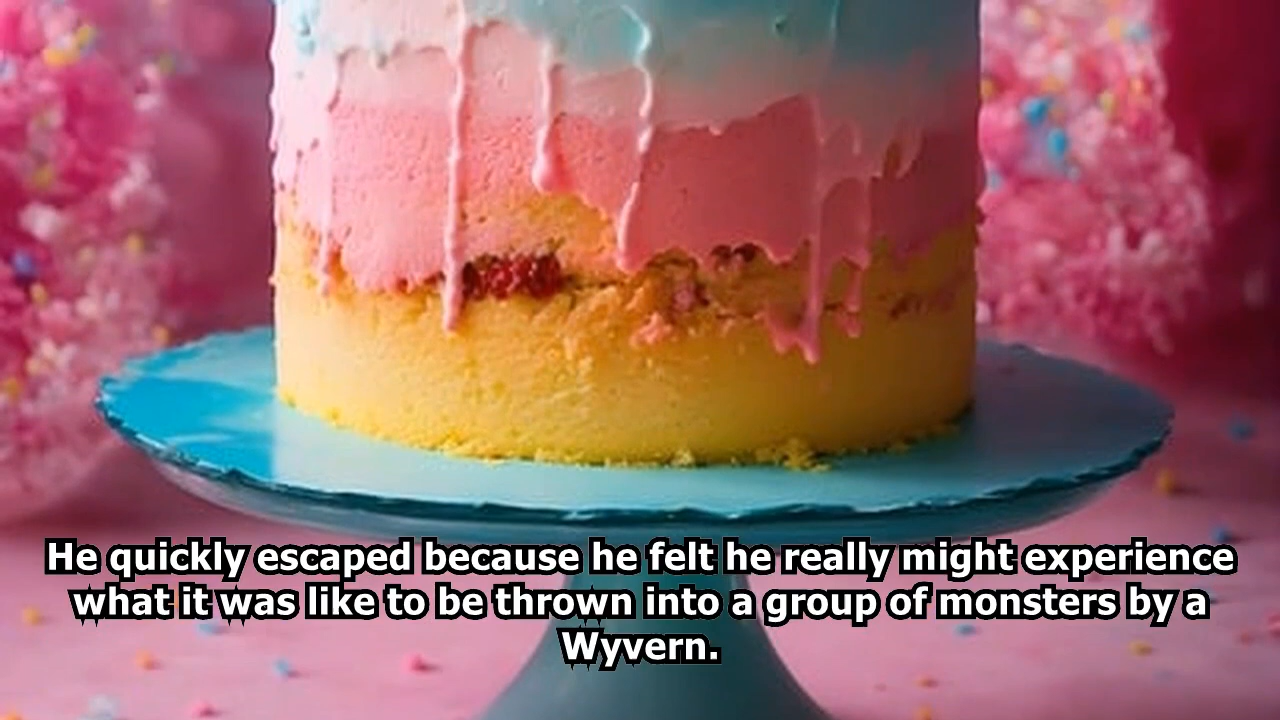 He quickly escaped because he felt he really might experience
what it was like to be thrown into a group of monsters by a
Wyvern.